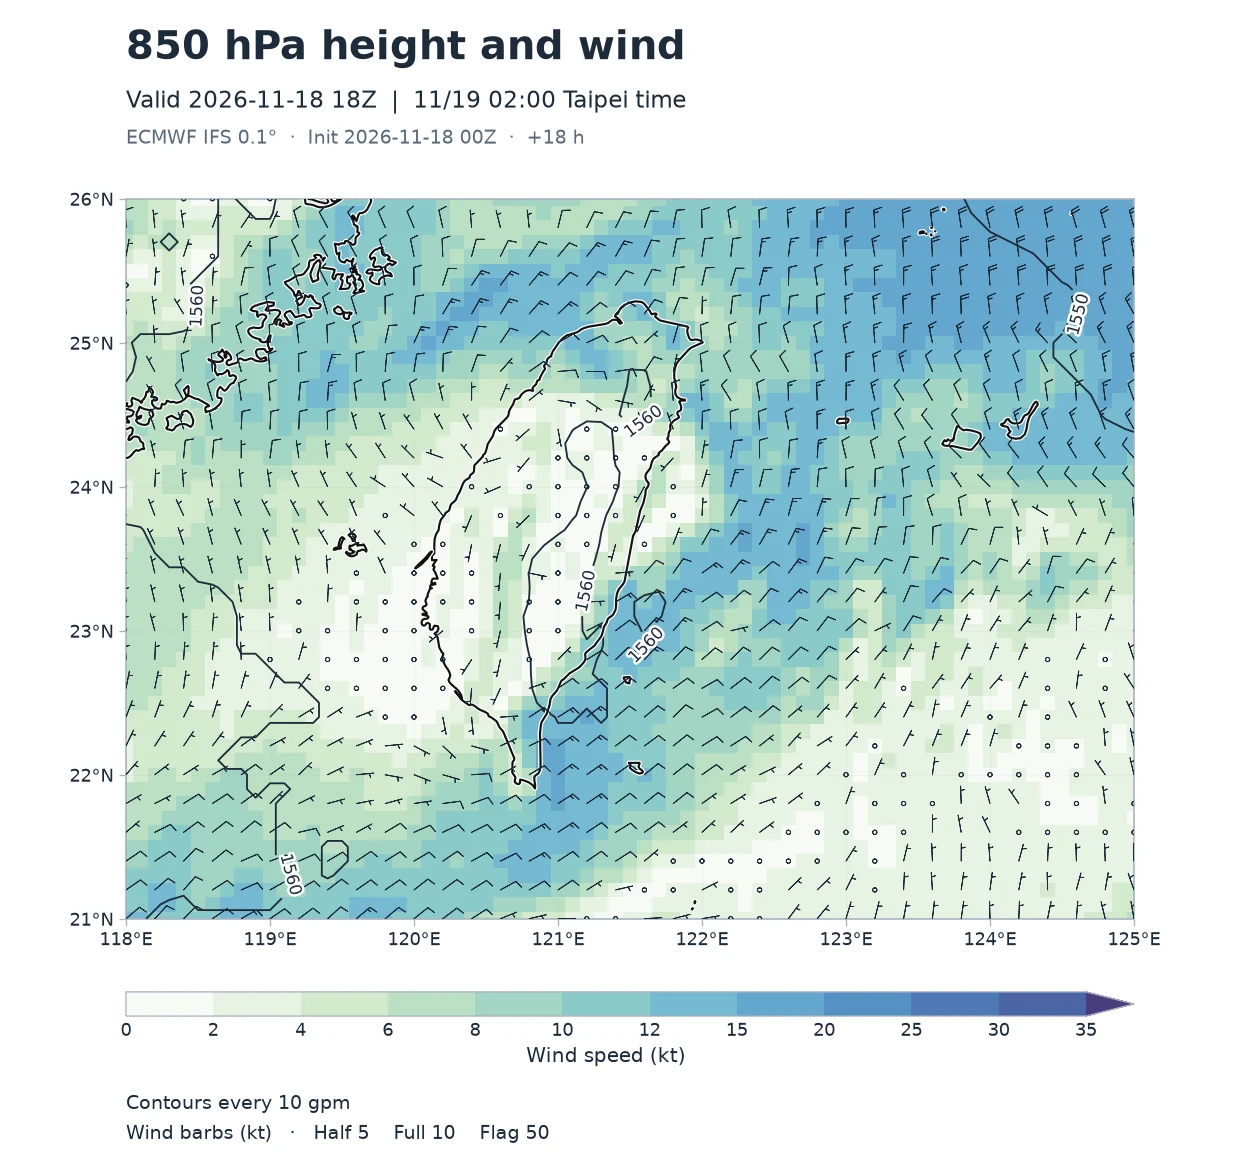 850 hPa height and wind
Valid 2026-11-18 18Z | 11/19 02:00 Taipei time
ECMWF IFS 0.1° · Init 2026-11-18 00Z · +18 h
26°N
25°N
24°N
23°N
22°N
21°N
1560
1550
1560
1560
1560
1560
118°E 119°E 120°E 121°E 122°E 123°E 124°E 125°E
0 2 4 6 8 10 12 15 20 25 30 35
Wind speed (kt)
Contours every 10 gpm
Wind barbs (kt) · Half 5 Full 10 Flag 50